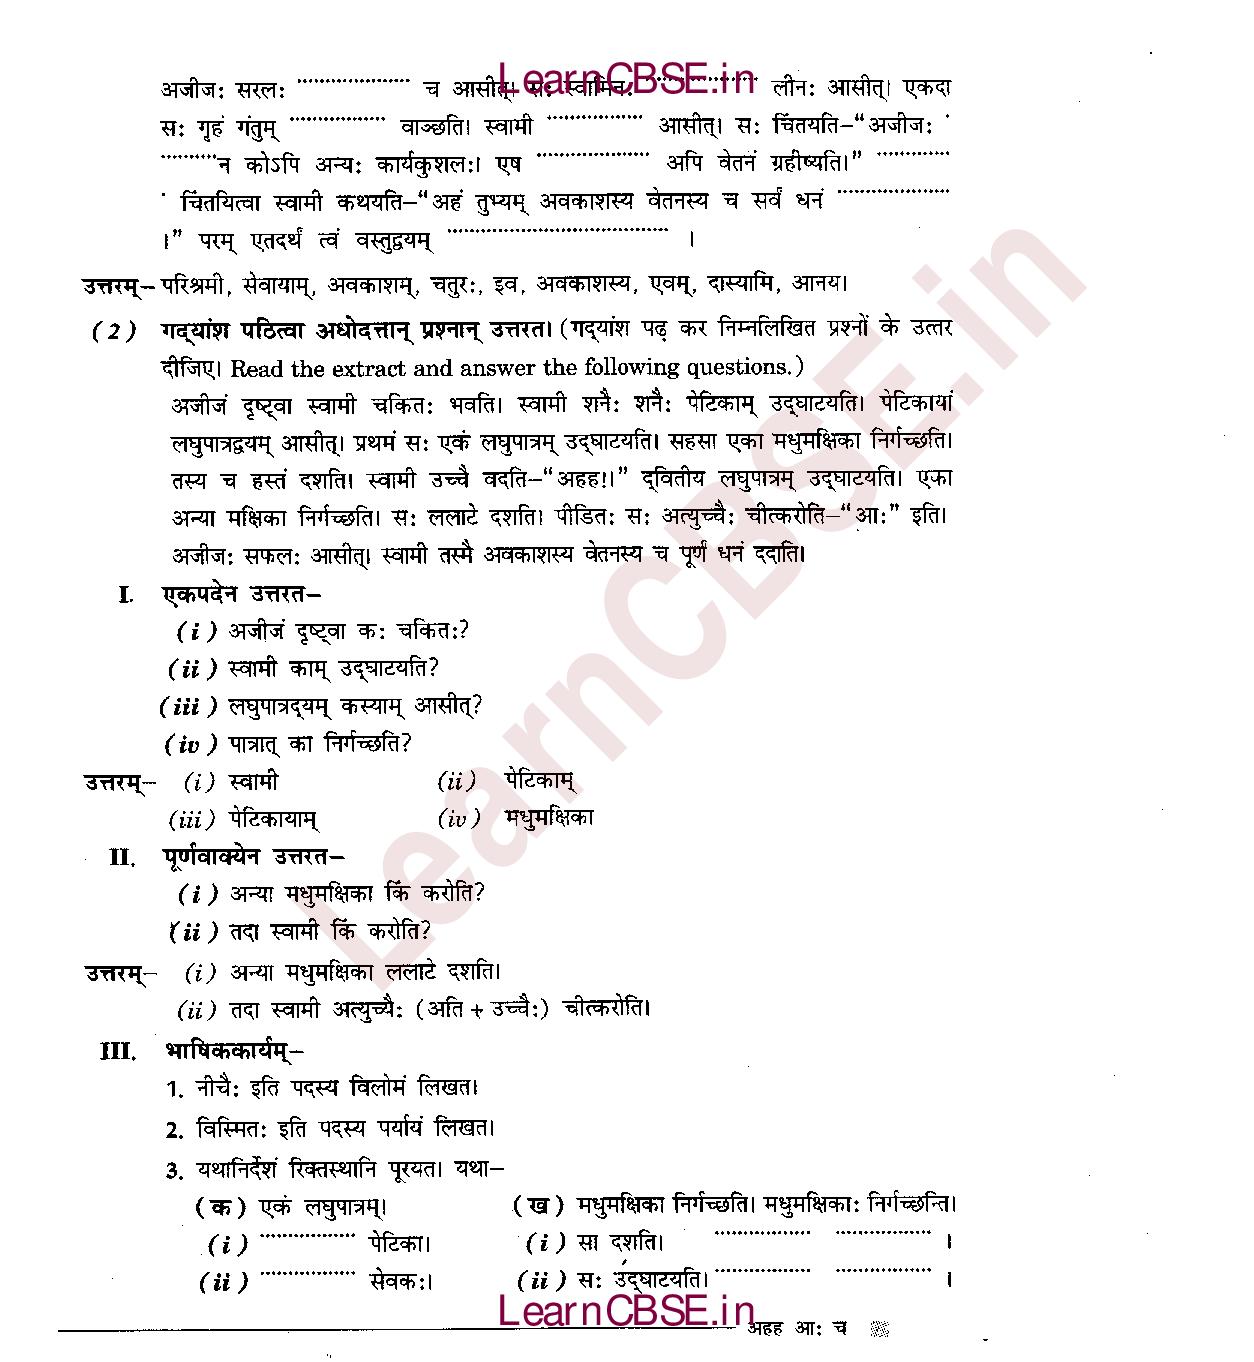 LearnCBSE.in
अजीजः सरलः .................. च आसीत्। सः स्वामिनः .................. लीनः आसीत्। एकदा
सः गृहं गंतुम् .................. वाञ्छति। स्वामी .................. आसीत्। सः चिंतयति–“अजीजः
.......... न कोऽपि अन्यः कार्यकुशलः। एष .................. अपि वेतनं ग्रहीष्यति।” ..............
चिंतयित्वा स्वामी कथयति–“अहं तुभ्यम् अवकाशस्य वेतनस्य च सर्वं धनं ..................
।” परम् एतदर्थं त्वं वस्तुद्वयम् .................................... ।
उत्तरम्– परिश्रमी, सेवायाम्, अवकाशम्, चतुरः, इव, अवकाशस्य, एवम्, दास्यामि, आनय।
(2) गद्यांश पठित्वा अधोदत्तान् प्रश्नान् उत्तरत। (गद्यांश पढ़ कर निम्नलिखित प्रश्नों के उत्तर
दीजिए। Read the extract and answer the following questions.)
अजीजं दृष्ट्वा स्वामी चकितः भवति। स्वामी शनैः शनैः पेटिकाम् उद्घाटयति। पेटिकायां
लघुपात्रद्वयम् आसीत्। प्रथमं सः एकं लघुपात्रम् उद्घाटयति। सहसा एका मधुमक्षिका निर्गच्छति।
तस्य च हस्तं दशति। स्वामी उच्चै वदति–“अहह!।” द्वितीय लघुपात्रम् उद्घाटयति। एका
अन्या मक्षिका निर्गच्छति। सः ललाटे दशति। पीडितः सः अत्युच्चैः चीत्करोति–“आः” इति।
अजीजः सफलः आसीत्। स्वामी तस्मै अवकाशस्य वेतनस्य च पूर्णं धनं ददाति।
I. एकपदेन उत्तरत–
(i) अजीजं दृष्ट्वा कः चकितः?
(ii) स्वामी काम् उद्घाटयति?
(iii) लघुपात्रद्यम् कस्याम् आसीत्?
(iv) पात्रात् का निर्गच्छति?
उत्तरम्– (i) स्वामी (ii) पेटिकाम्
(iii) पेटिकायाम् (iv) मधुमक्षिका
II. पूर्णवाक्येन उत्तरत–
(i) अन्या मधुमक्षिका किं करोति?
(ii) तदा स्वामी किं करोति?
उत्तरम्– (i) अन्या मधुमक्षिका ललाटे दशति।
(ii) तदा स्वामी अत्युच्यैः (अति + उच्चैः) चीत्करोति।
III. भाषिककार्यम्–
1. नीचैः इति पदस्य विलोमं लिखत।
2. विस्मितः इति पदस्य पर्यायं लिखत।
3. यथानिर्देशं रिक्तस्थानि पूरयत। यथा–
(क) एकं लघुपात्रम्। (ख) मधुमक्षिका निर्गच्छति। मधुमक्षिकाः निर्गच्छन्ति।
(i) ................ पेटिका। (i) सा दशति। ................ ................ ।
(ii) ................ सेवकः। (ii) सः उद्घाटयति। ................ ................ ।
LearnCBSE.in
अहह आः च
LearnCBSE.in